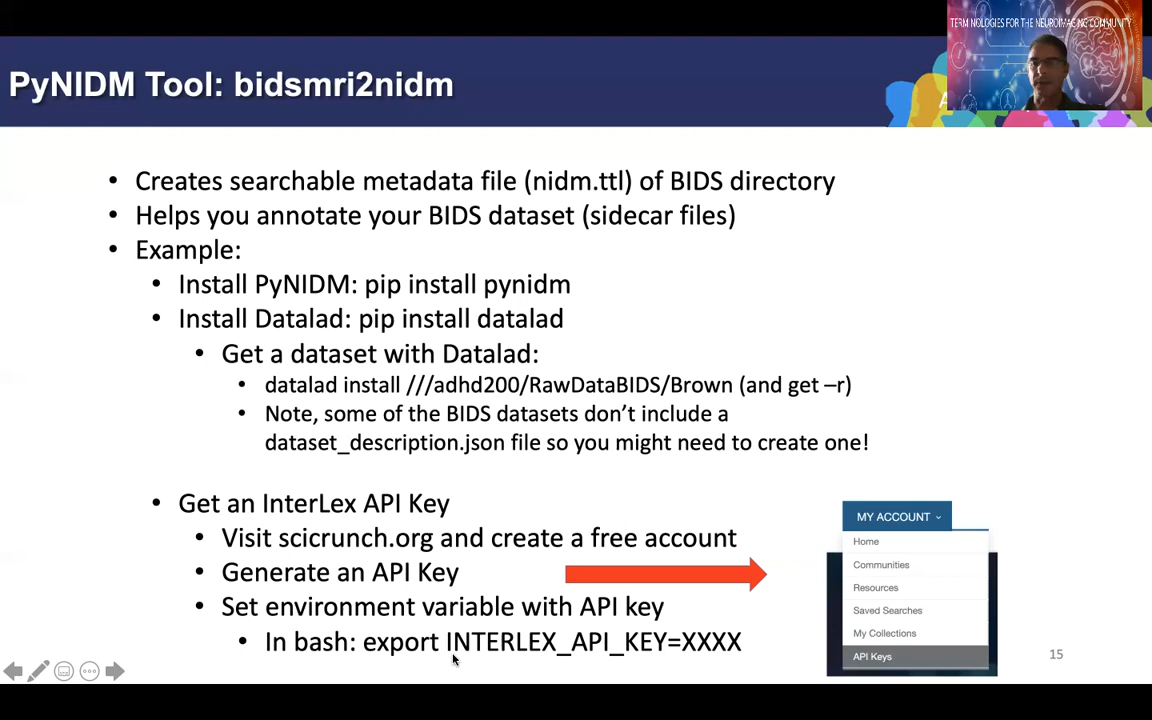 TERMINOLOGIES FOR THE NEUROIMAGING COMMUNITY
PyNIDM Tool: bidsmri2nidm
• Creates searchable metadata file (nidm.ttl) of BIDS directory
• Helps you annotate your BIDS dataset (sidecar files)
• Example:
• Install PyNIDM: pip install pynidm
• Install Datalad: pip install datalad
• Get a dataset with Datalad:
• datalad install ///adhd200/RawDataBIDS/Brown (and get –r)
• Note, some of the BIDS datasets don't include a
dataset_description.json file so you might need to create one!
• Get an InterLex API Key
• Visit scicrunch.org and create a free account
• Generate an API Key
• Set environment variable with API key
• In bash: export INTERLEX_API_KEY=XXXX
MY ACCOUNT
Home
Communities
Resources
Saved Searches
My Collections
API Keys
15